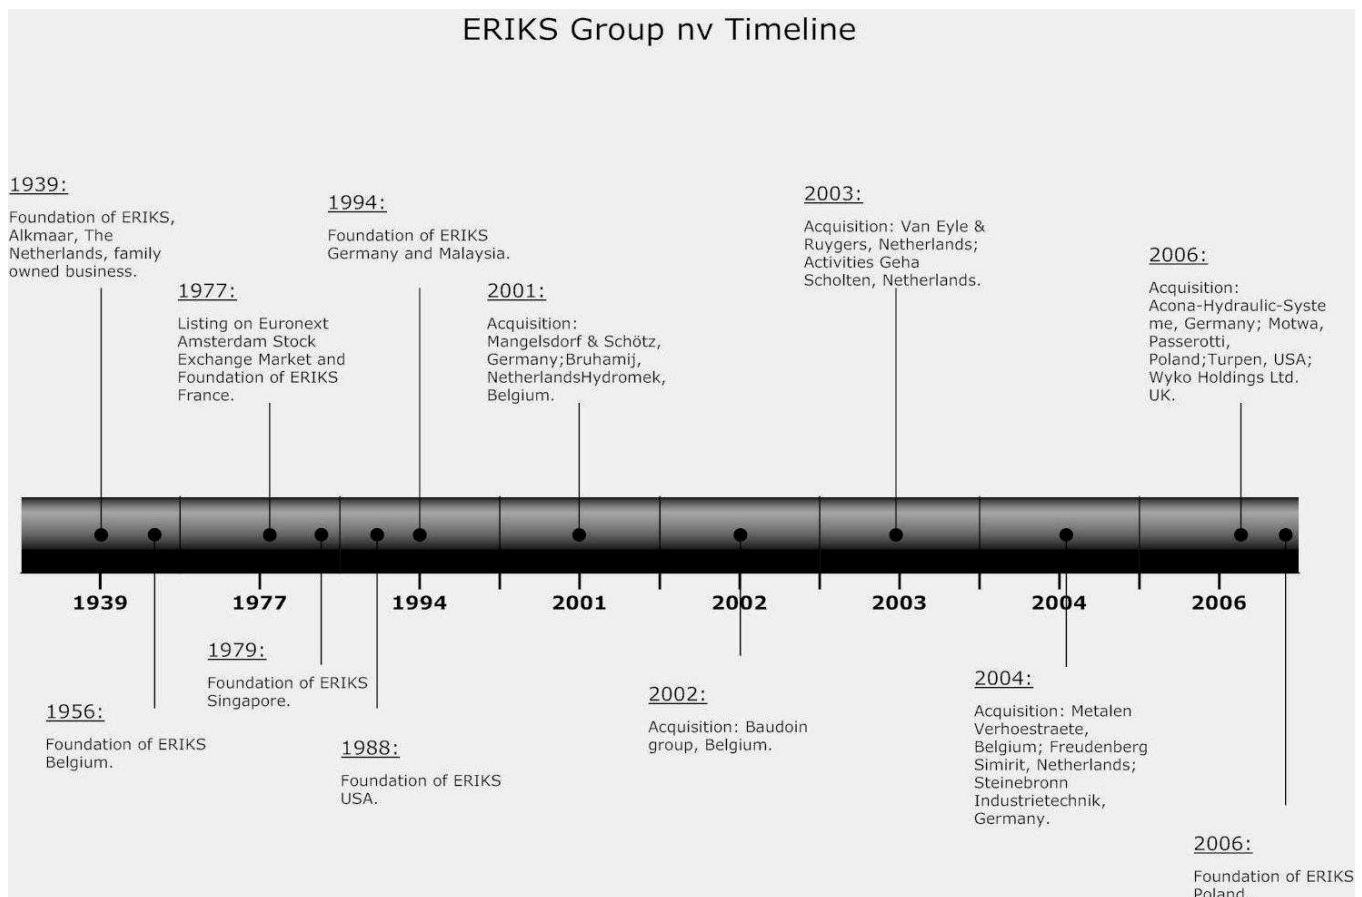 ERIKS Group nv Timeline
1939:
Foundation of ERIKS,
Alkmaar, The
Netherlands, family
owned business.
1977:
Listing on Euronext
Amsterdam Stock
Exchange Market and
Foundation of ERIKS
France.
1994:
Foundation of ERIKS
Germany and Malaysia.
2001:
Acquisition:
Mangelsdorf & Schötz,
Germany;Bruhamij,
NetherlandsHydromek,
Belgium.
2003:
Acquisition: Van Eyle &
Ruygers, Netherlands;
Activities Geha
Scholten, Netherlands.
2006:
Acquisition:
Acona-Hydraulic-Syste
me, Germany; Motwa,
Passerotti,
Poland;Turpen, USA;
Wyko Holdings Ltd.
UK.
1939 1977 1994 2001 2002 2003 2004 2006
1956:
Foundation of ERIKS
Belgium.
1979:
Foundation of ERIKS
Singapore.
1988:
Foundation of ERIKS
USA.
2002:
Acquisition: Baudoin
group, Belgium.
2004:
Acquisition: Metalen
Verhoestraete,
Belgium; Freudenberg
Simirit, Netherlands;
Steinebronn
Industrietechnik,
Germany.
2006:
Foundation of ERIKS
Poland